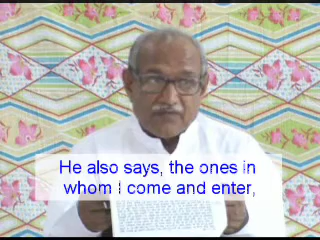 He also says, the ones in
whom I come and enter,